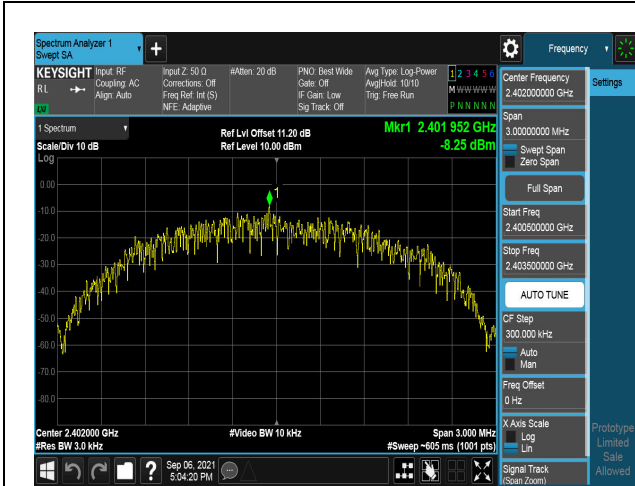 Spectrum Analyzer 1
Swept SA
Frequency
KEYSIGHT
RL
LXI
Input: RF
Coupling: AC
Align: Auto
Input Z: 50 Ω
Corrections: Off
Freq Ref: Int (S)
NFE: Adaptive
#Atten: 20 dB
PNO: Best Wide
Gate: Off
IF Gain: Low
Sig Track: Off
Avg Type: Log-Power
Avg|Hold: 10/10
Trig: Free Run
1 2 3 4 5 6
M W W W W W
P N N N N N
1 Spectrum
Scale/Div 10 dB
Log
Ref Lvl Offset 11.20 dB
Ref Level 10.00 dBm
Mkr1 2.401 952 GHz
-8.25 dBm
1
0.00
-10.0
-20.0
-30.0
-40.0
-50.0
-60.0
-70.0
-80.0
Center 2.402000 GHz
#Res BW 3.0 kHz
#Video BW 10 kHz
Span 3.000 MHz
#Sweep ~605 ms (1001 pts)
Sep 06, 2021
5:04:20 PM
Center Frequency
2.402000000 GHz
Span
3.00000000 MHz
Swept Span
Zero Span
Full Span
Start Freq
2.400500000 GHz
Stop Freq
2.403500000 GHz
AUTO TUNE
CF Step
300.000 kHz
Auto
Man
Freq Offset
0 Hz
X Axis Scale
Log
Lin
Signal Track
(Span Zoom)
Settings
Prototype
Limited
Sale
Allowed